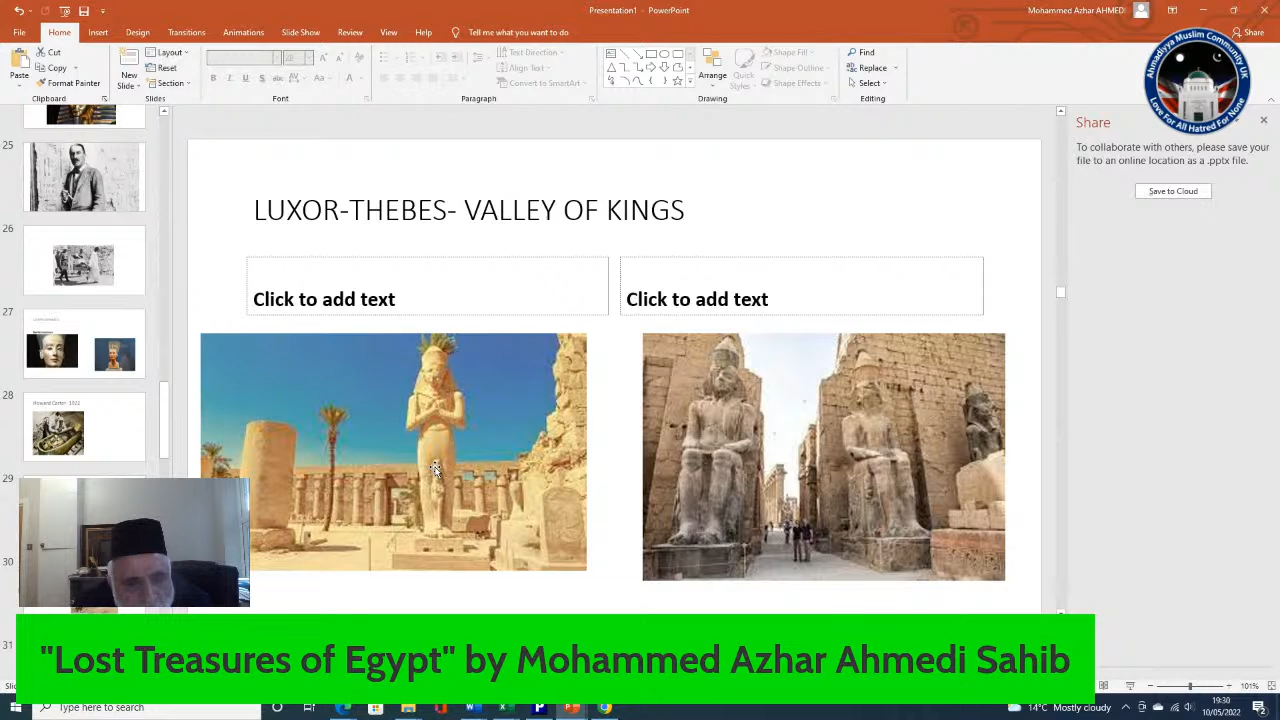 Presentation1 - PowerPoint
Mohammed Azhar AHMEDI
File Home Insert Design Transitions Animations Slide Show Review View Help Tell me what you want to do
Share
Cut
Copy
Format Painter
Paste
Clipboard
New
Slides
Layout
Reset
Section
Slides
Font
Text Direction
Align Text
Convert to SmartArt
Paragraph
Arrange
Quick
Styles
Shape Fill
Shape Outline
Shape Effects
Drawing
Find
Replace
Select
Editing
Ahmadiyya Muslim Community UK
Love For All Hatred For None
25
26
27
28
Howard Carter- 1922
29
LUXOR-THEBES- VALLEY OF KINGS
Click to add text
Click to add text
Share
To collaborate with others, please save your
file to an online location as a .pptx file.
Save to Cloud
"Lost Treasures of Egypt" by Mohammed Azhar Ahmedi Sahib
101%
Type here to search
14°C Mostly cloudy
19:30
10/05/2022